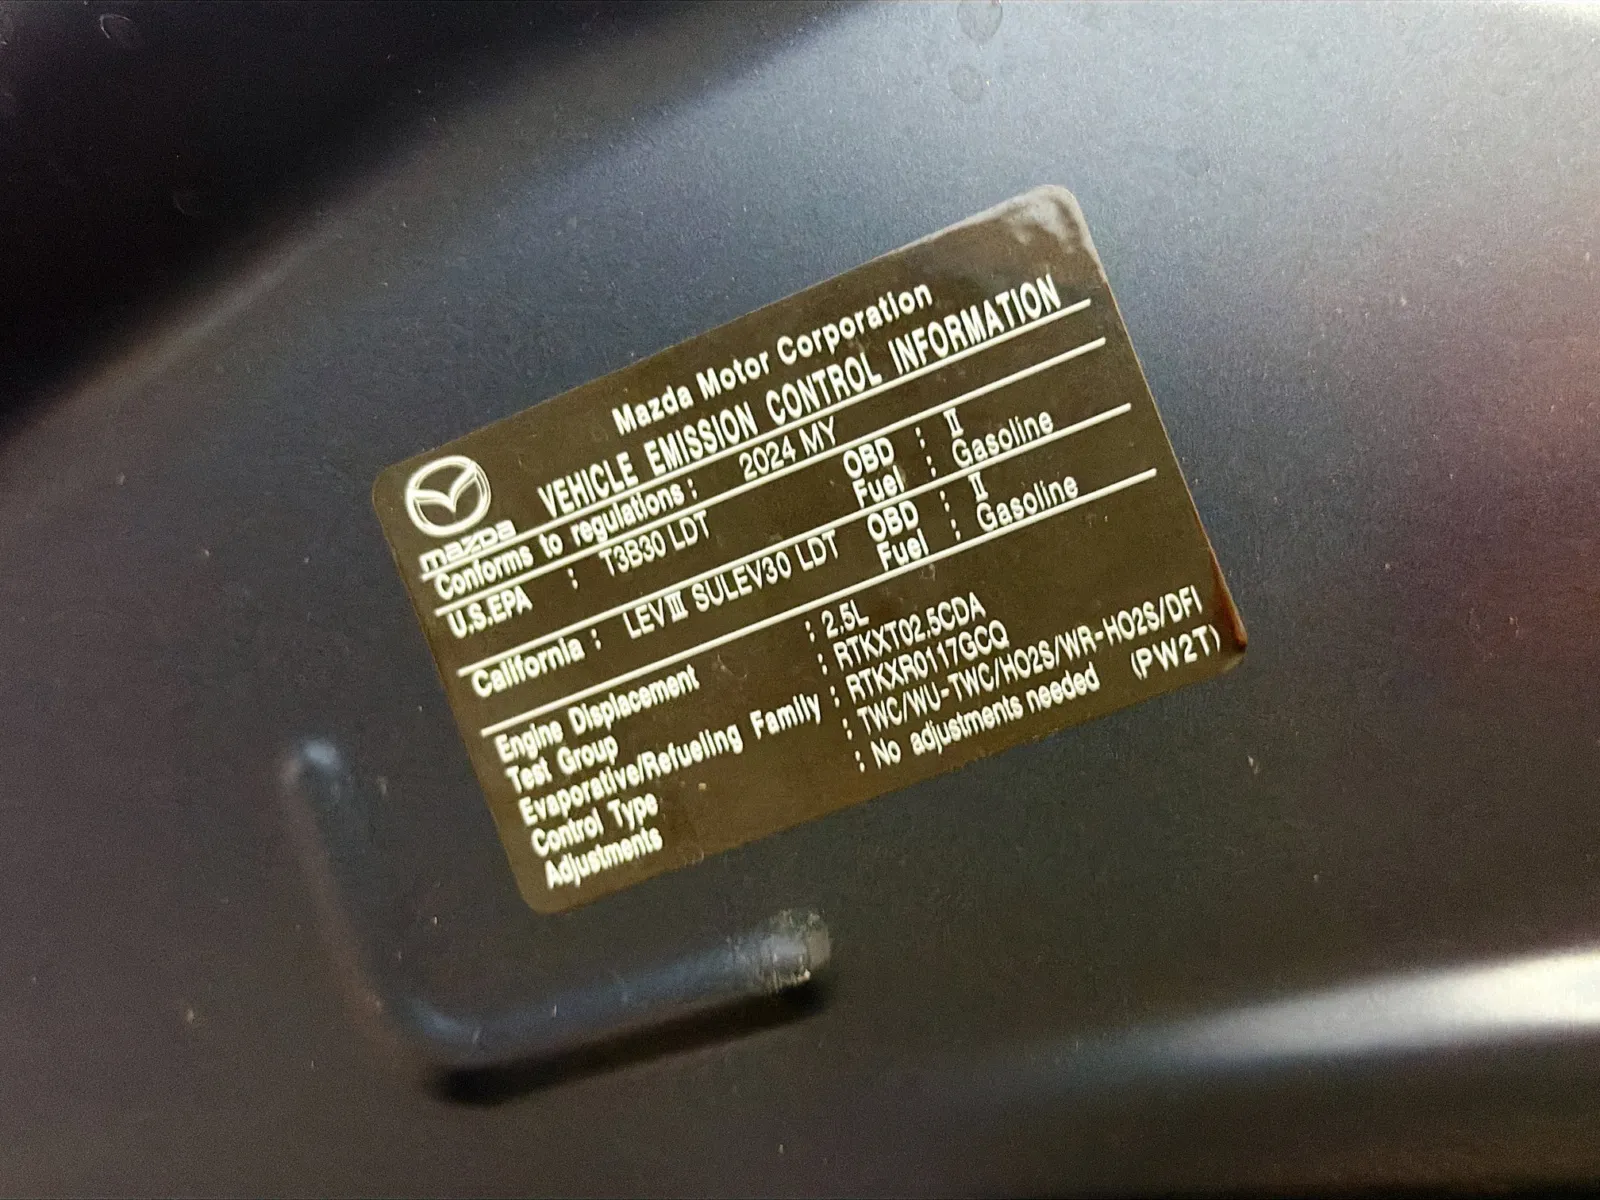 mazda
Mazda Motor Corporation
VEHICLE EMISSION CONTROL INFORMATION
Conforms to regulations : 2024 MY
U.S.EPA : T3B30 LDT OBD : II
Fuel : Gasoline
California : LEVIII SULEV30 LDT OBD : II
Fuel : Gasoline
Engine Displacement : 2.5L
Test Group : RTKXT02.5CDA
Evaporative/Refueling Family : RTKXR0117GCQ
Control Type : TWC/WU-TWC/HO2S/WR-HO2S/DFI
Adjustments : No adjustments needed (PW2T)